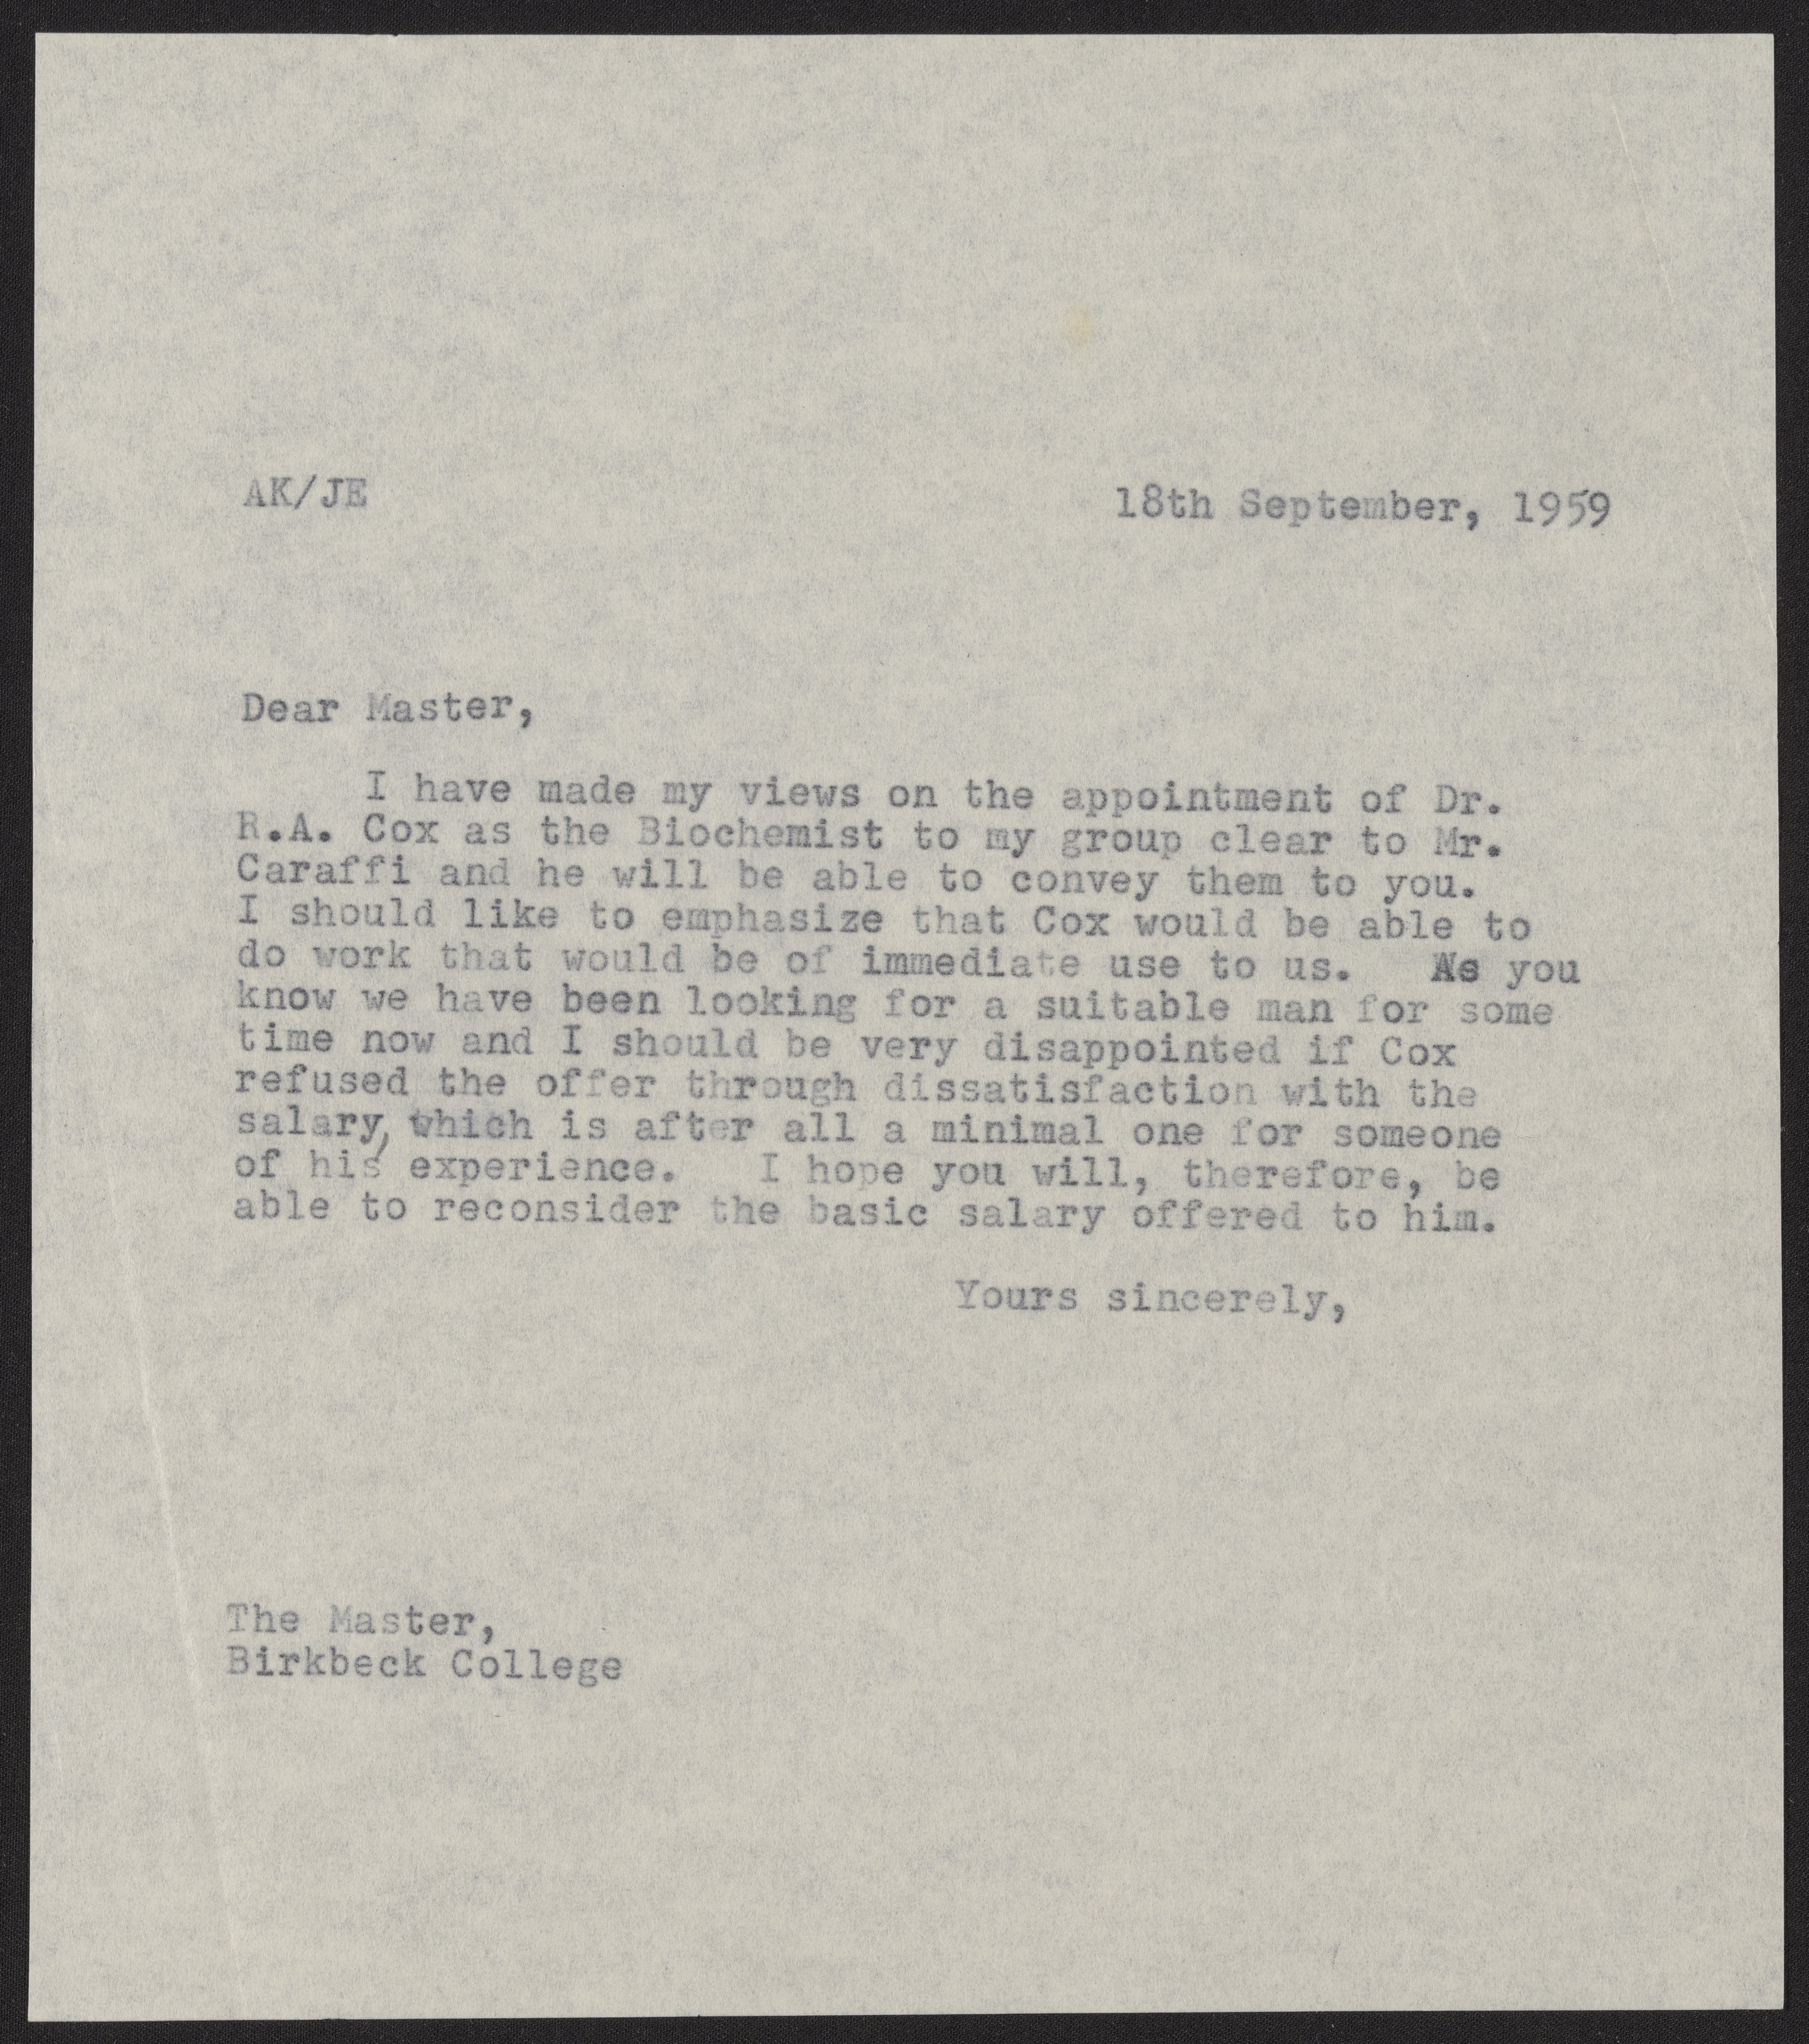 AK/JE
18th September, 1959
Dear Master,
I have made my views on the appointment of Dr.
R.A. Cox as the Biochemist to my group clear to Mr.
Caraffi and he will be able to convey them to you.
I should like to emphasize that Cox would be able to
do work that would be of immediate use to us. As you
know we have been looking for a suitable man for some
time now and I should be very disappointed if Cox
refused the offer through dissatisfaction with the
salary, which is after all a minimal one for someone
of his experience. I hope you will, therefore, be
able to reconsider the basic salary offered to him.
Yours sincerely,
The Master,
Birkbeck College